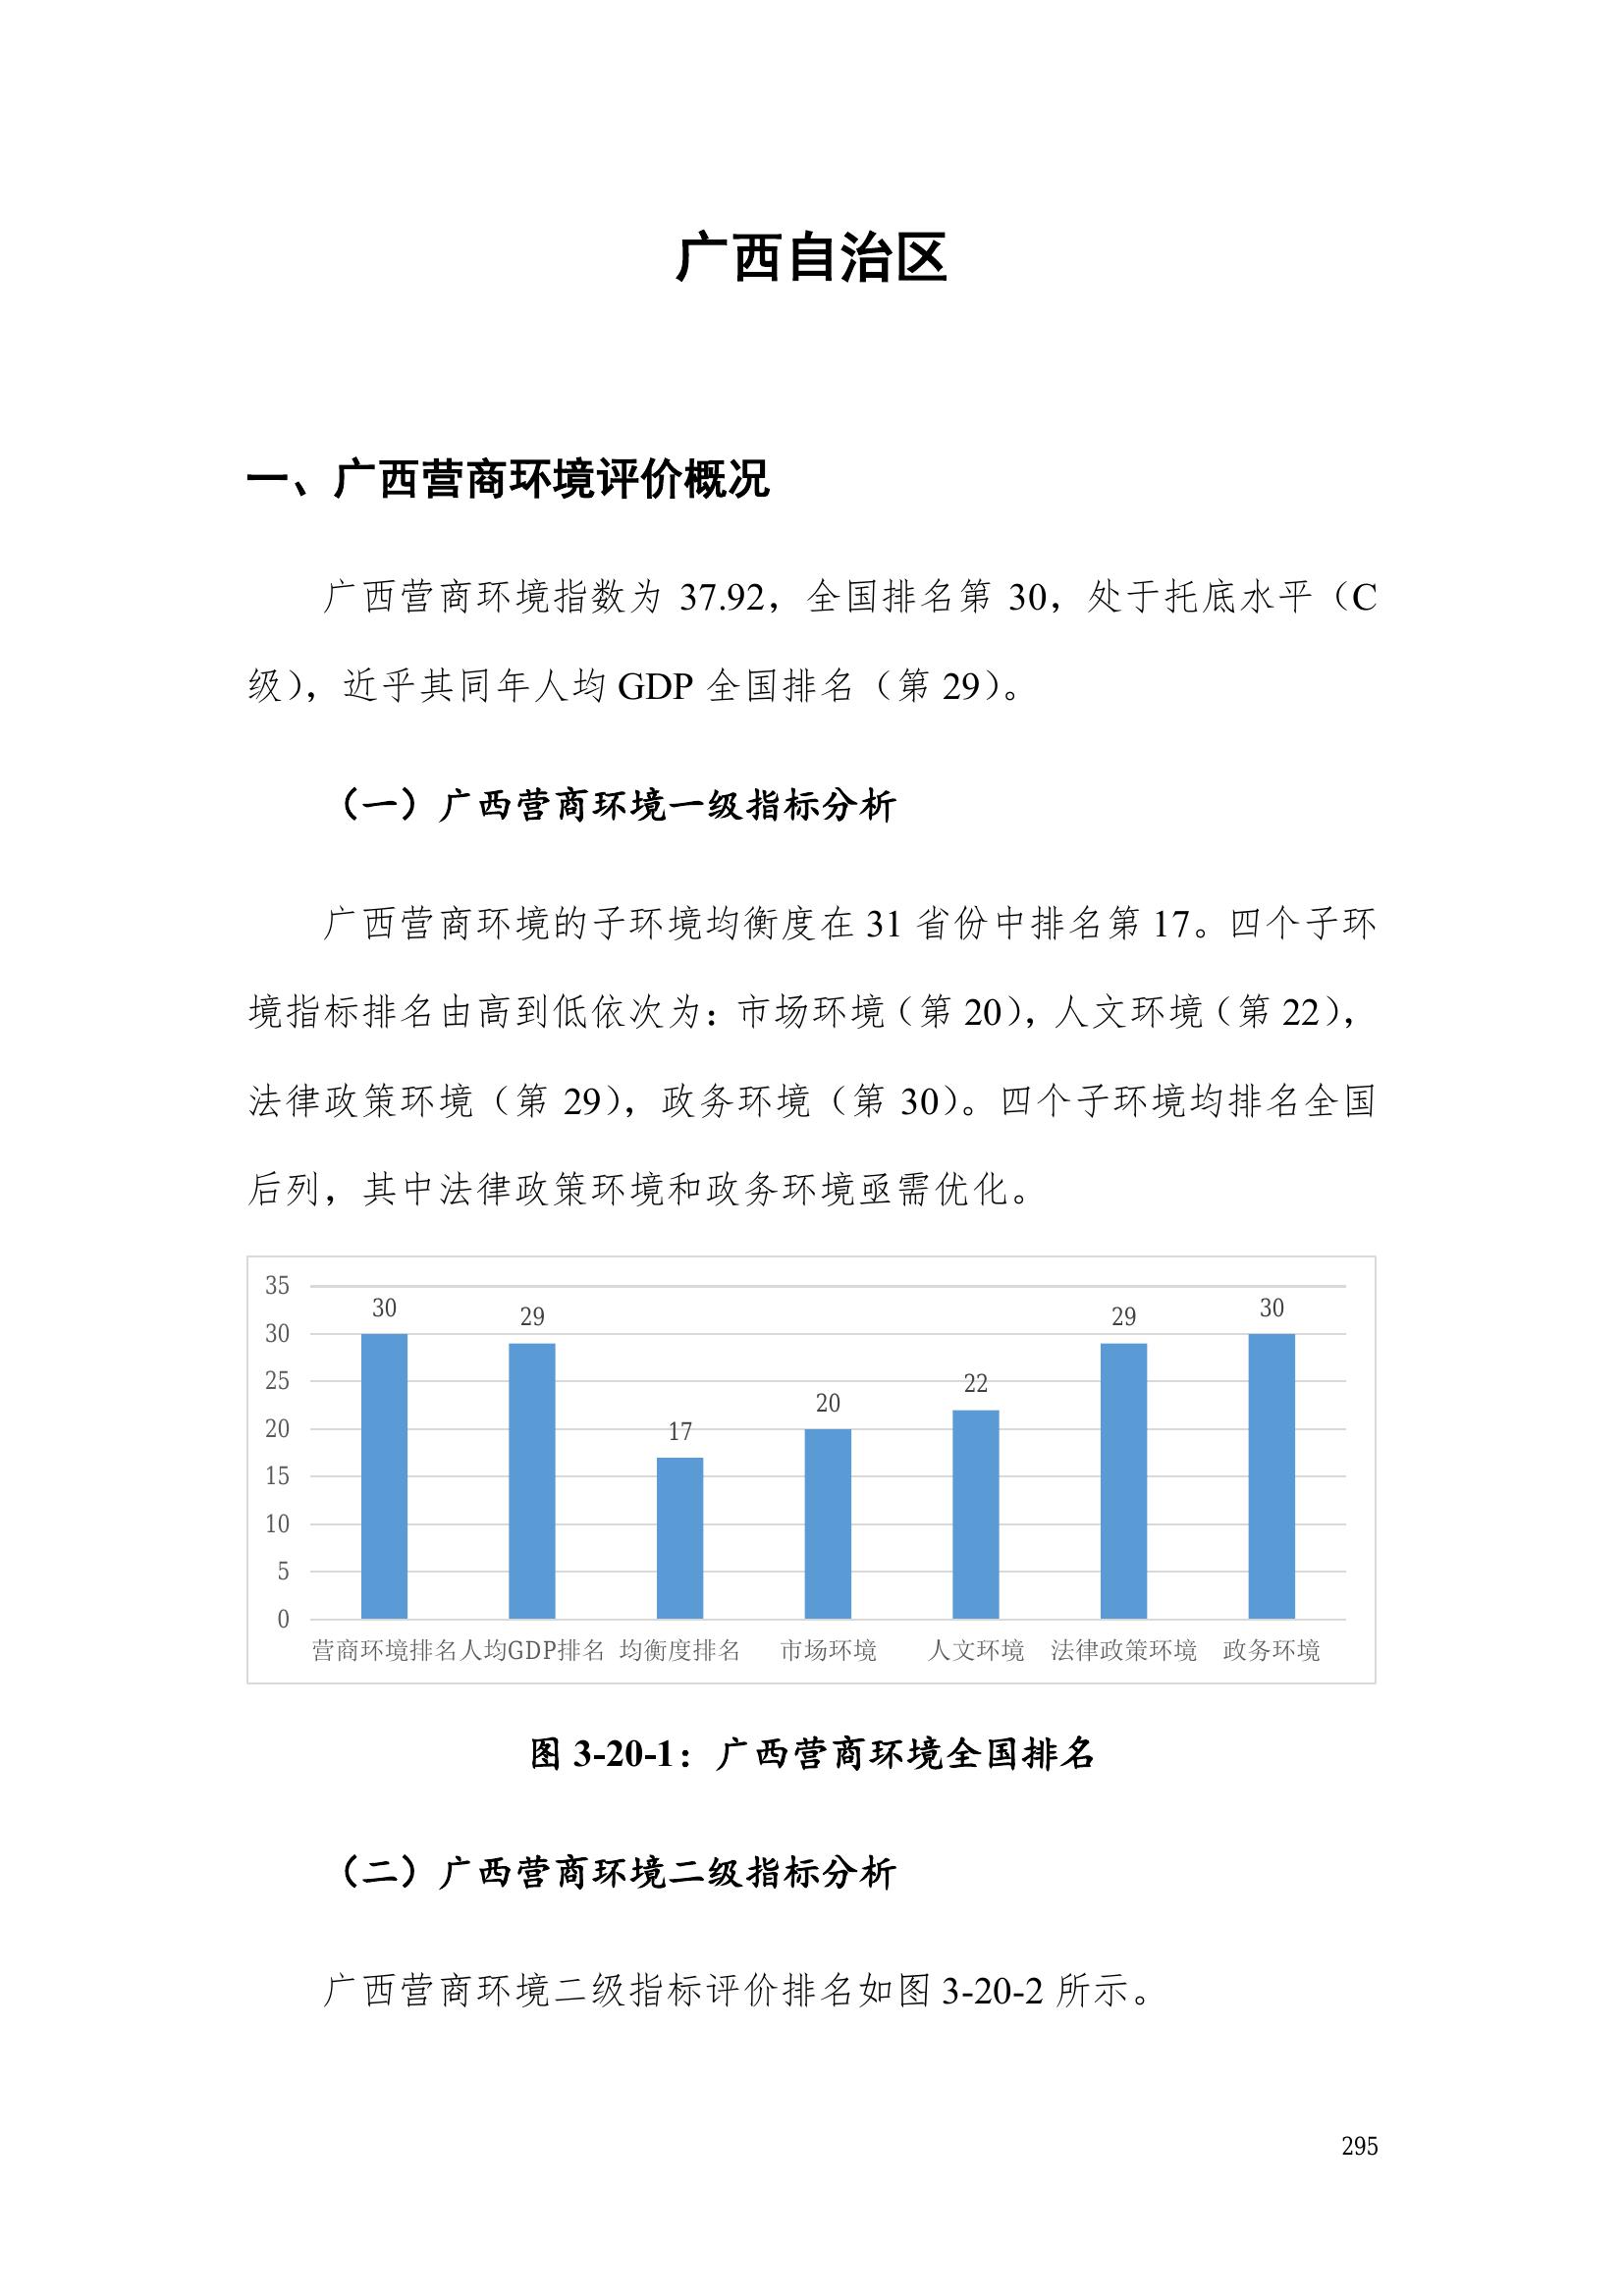 广西自治区
一、广西营商环境评价概况
广西营商环境指数为 37.92，全国排名第 30，处于托底水平（C
级），近乎其同年人均 GDP 全国排名（第 29）。
（一）广西营商环境一级指标分析
广西营商环境的子环境均衡度在 31 省份中排名第 17。四个子环
境指标排名由高到低依次为：市场环境（第 20），人文环境（第 22），
法律政策环境（第 29），政务环境（第 30）。四个子环境均排名全国
后列，其中法律政策环境和政务环境亟需优化。
35
30
25
20
15
10
5
0
30 29 17 20 22 29 30
营商环境排名 人均GDP排名 均衡度排名 市场环境 人文环境 法律政策环境 政务环境
图 3-20-1：广西营商环境全国排名
（二）广西营商环境二级指标分析
广西营商环境二级指标评价排名如图 3-20-2 所示。
295